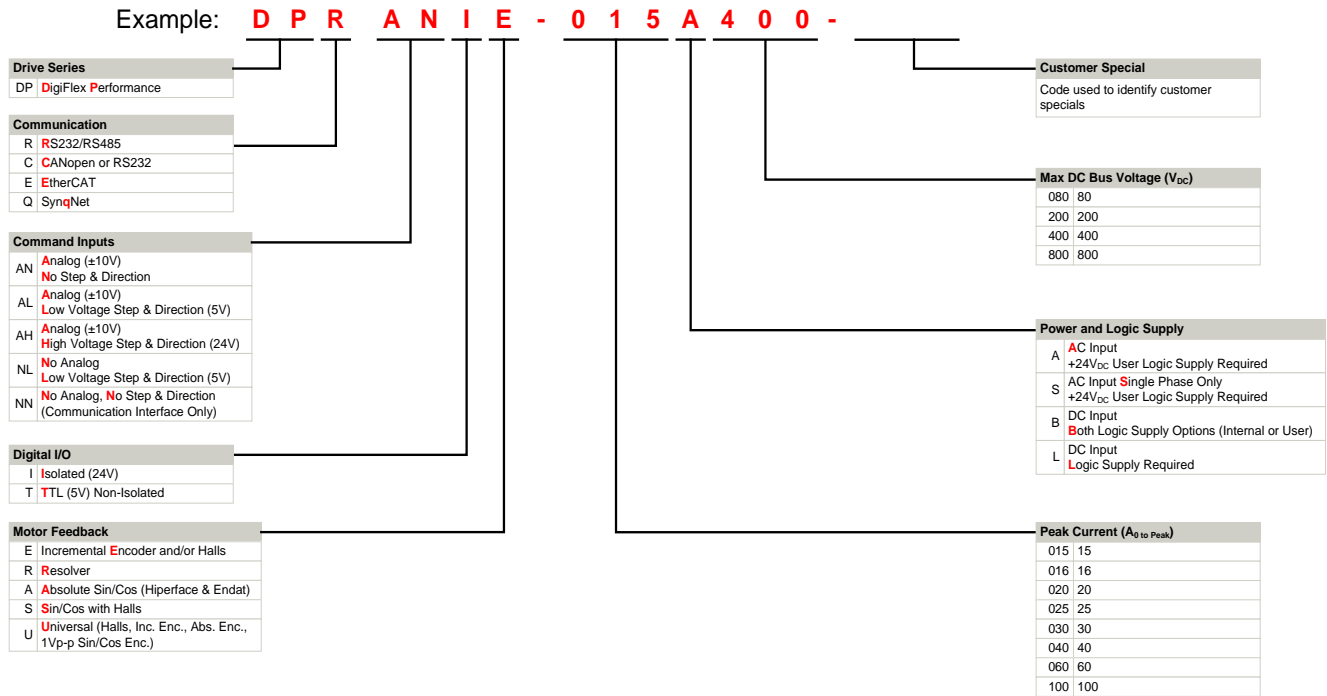 Example: D P R A N I E - 0 1 5 A 4 0 0 -
Drive Series
DP DigiFlex Performance
Communication
R RS232/RS485
C CANopen or RS232
E EtherCAT
Q SynqNet
Command Inputs
AN Analog (±10V)
No Step & Direction
AL Analog (±10V)
Low Voltage Step & Direction (5V)
AH Analog (±10V)
High Voltage Step & Direction (24V)
NL No Analog
Low Voltage Step & Direction (5V)
NN No Analog, No Step & Direction
(Communication Interface Only)
Digital I/O
I Isolated (24V)
T TTL (5V) Non-Isolated
Motor Feedback
E Incremental Encoder and/or Halls
R Resolver
A Absolute Sin/Cos (Hiperface & Endat)
S Sin/Cos with Halls
U Universal (Halls, Inc. Enc., Abs. Enc.,
1Vp-p Sin/Cos Enc.)
Customer Special
Code used to identify customer
specials
Max DC Bus Voltage (VDC)
080 80
200 200
400 400
800 800
Power and Logic Supply
A AC Input
+24VDC User Logic Supply Required
S AC Input Single Phase Only
+24VDC User Logic Supply Required
B DC Input
Both Logic Supply Options (Internal or User)
L DC Input
Logic Supply Required
Peak Current (A0 to Peak)
015 15
016 16
020 20
025 25
030 30
040 40
060 60
100 100